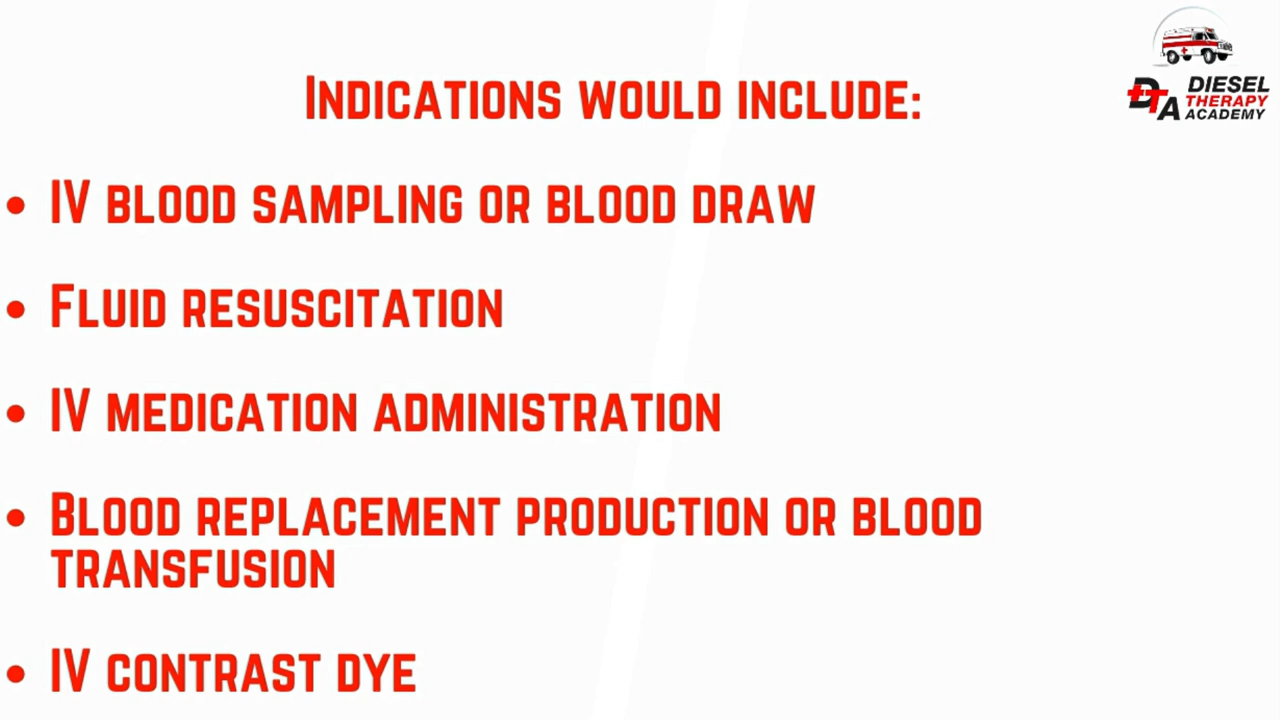 DIESEL
THERAPY
DTA ACADEMY
Indications would include:
• IV blood sampling or blood draw
• Fluid resuscitation
• IV medication administration
• Blood replacement production or blood
transfusion
• IV contrast dye